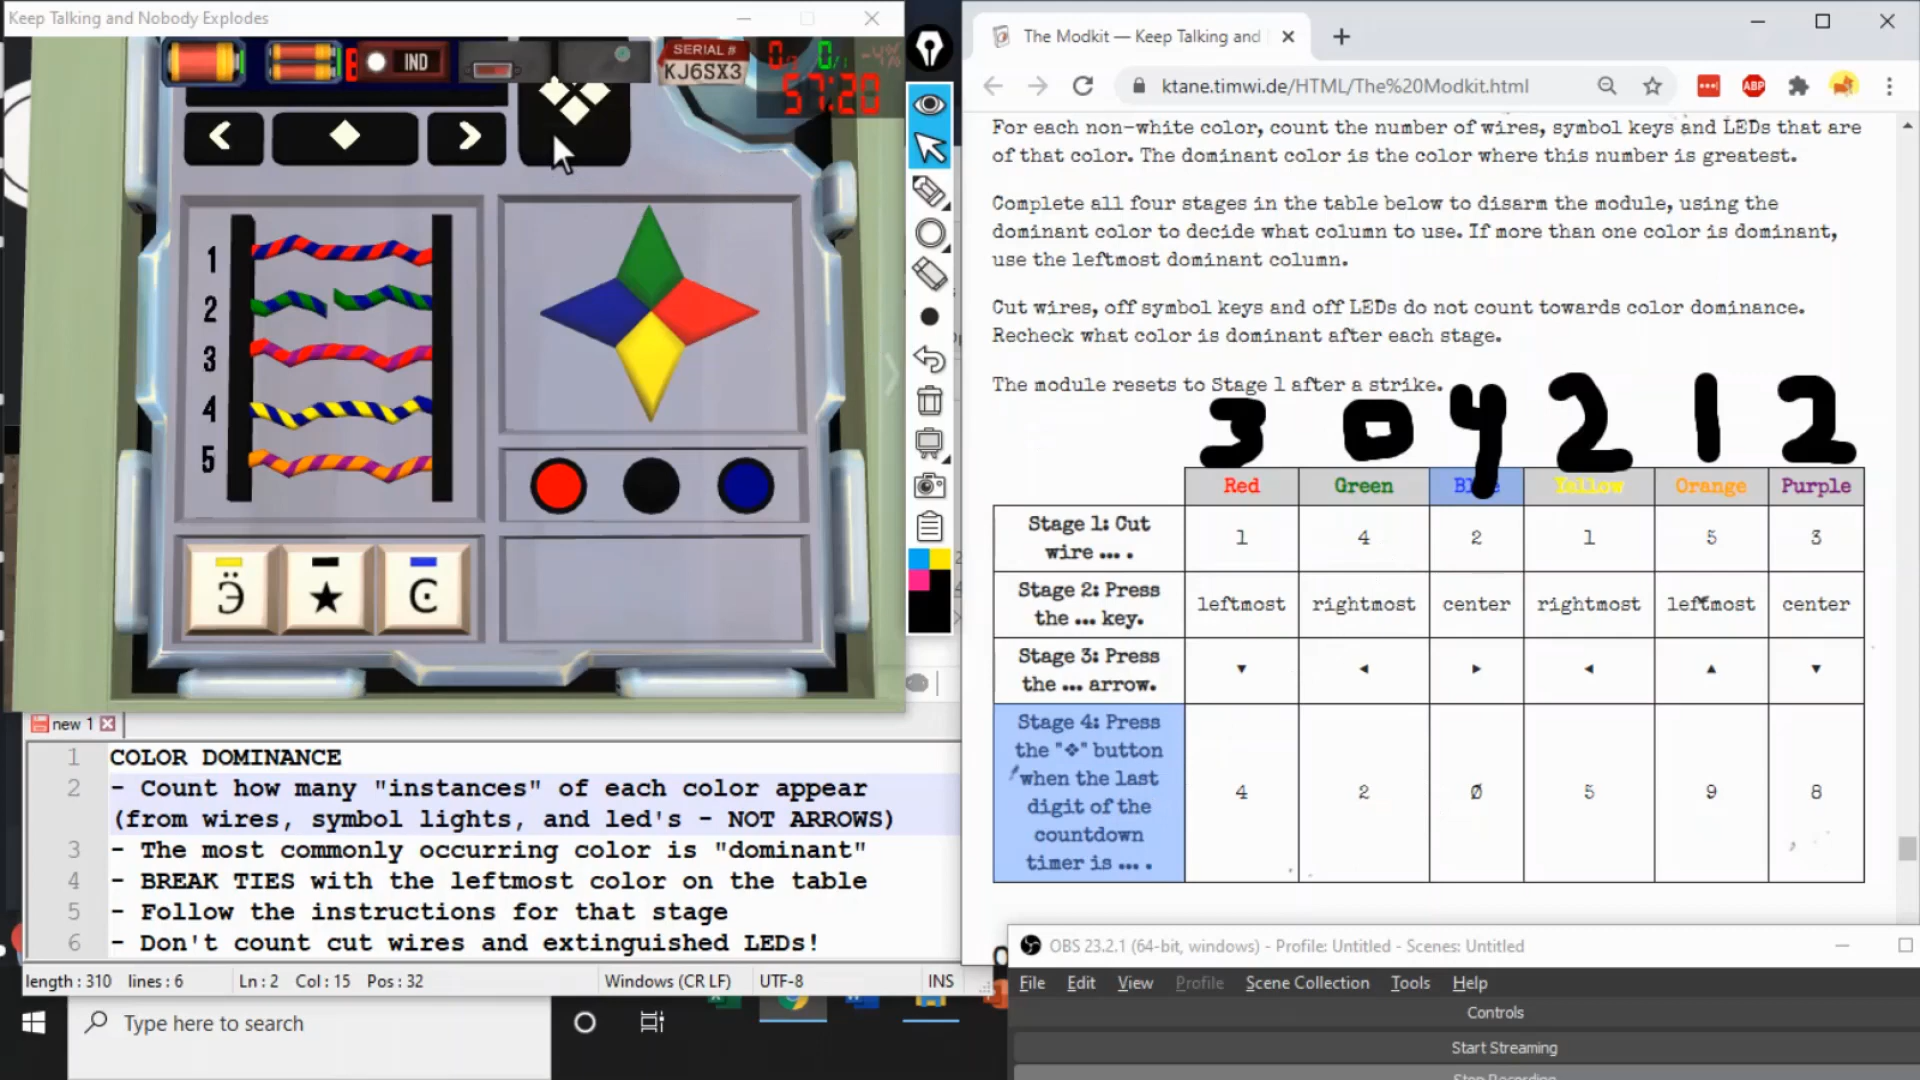 Keep Talking and Nobody Explodes
IND
SERIAL #
KJ6SX3
57:20
1
2
3
4
5
Ӭ ★
The Modkit — Keep Talking and
ktane.timwi.de/HTML/The%20Modkit.html
ABP
For each non-white color, count the number of wires, symbol keys and LEDs that are
of that color. The dominant color is the color where this number is greatest.
Complete all four stages in the table below to disarm the module, using the
dominant color to decide what column to use. If more than one color is dominant,
use the leftmost dominant column.
Cut wires, off symbol keys and off LEDs do not count towards color dominance.
Recheck what color is dominant after each stage.
The module resets to Stage 1 after a strike.
3 0 4 2 1 2
Red Green Blue Yellow Orange Purple
Stage 1: Cut
wire ... .
1 4 2 1 5 3
Stage 2: Press
the ... key.
leftmost rightmost center rightmost leftmost center
Stage 3: Press
the ... arrow.
▼ ◄ ► ◄ ▲ ▼
Stage 4: Press
the "❖" button
when the last
digit of the
countdown
timer is ... .
4 2 0 5 9 8
new 1
1 COLOR DOMINANCE
2 - Count how many "instances" of each color appear
(from wires, symbol lights, and led's - NOT ARROWS)
3 - The most commonly occurring color is "dominant"
4 - BREAK TIES with the leftmost color on the table
5 - Follow the instructions for that stage
6 - Don't count cut wires and extinguished LEDs!
length : 310 lines : 6 Ln : 2 Col : 15 Pos : 32 Windows (CR LF) UTF-8 INS
OBS 23.2.1 (64-bit, windows) - Profile: Untitled - Scenes: Untitled
File Edit View Profile Scene Collection Tools Help
Controls
Start Streaming
Stop Recording
Type here to search